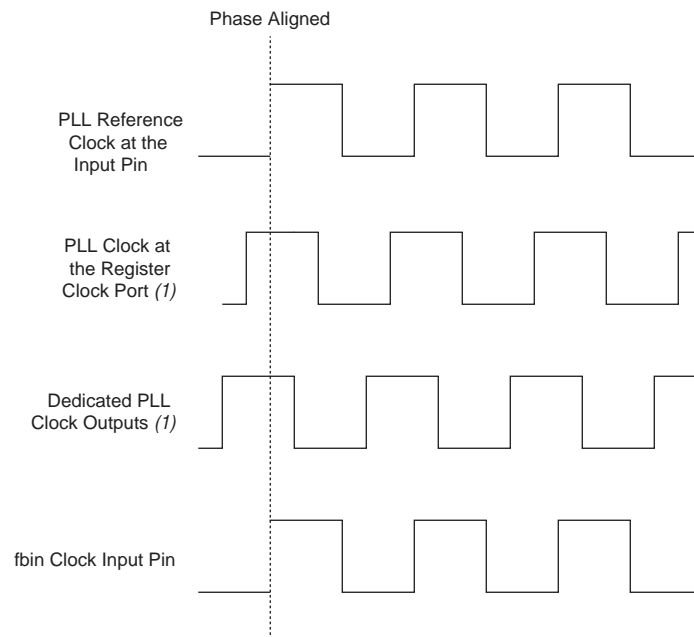 Phase Aligned
PLL Reference
Clock at the
Input Pin
PLL Clock at
the Register
Clock Port (1)
Dedicated PLL
Clock Outputs (1)
fbin Clock Input Pin